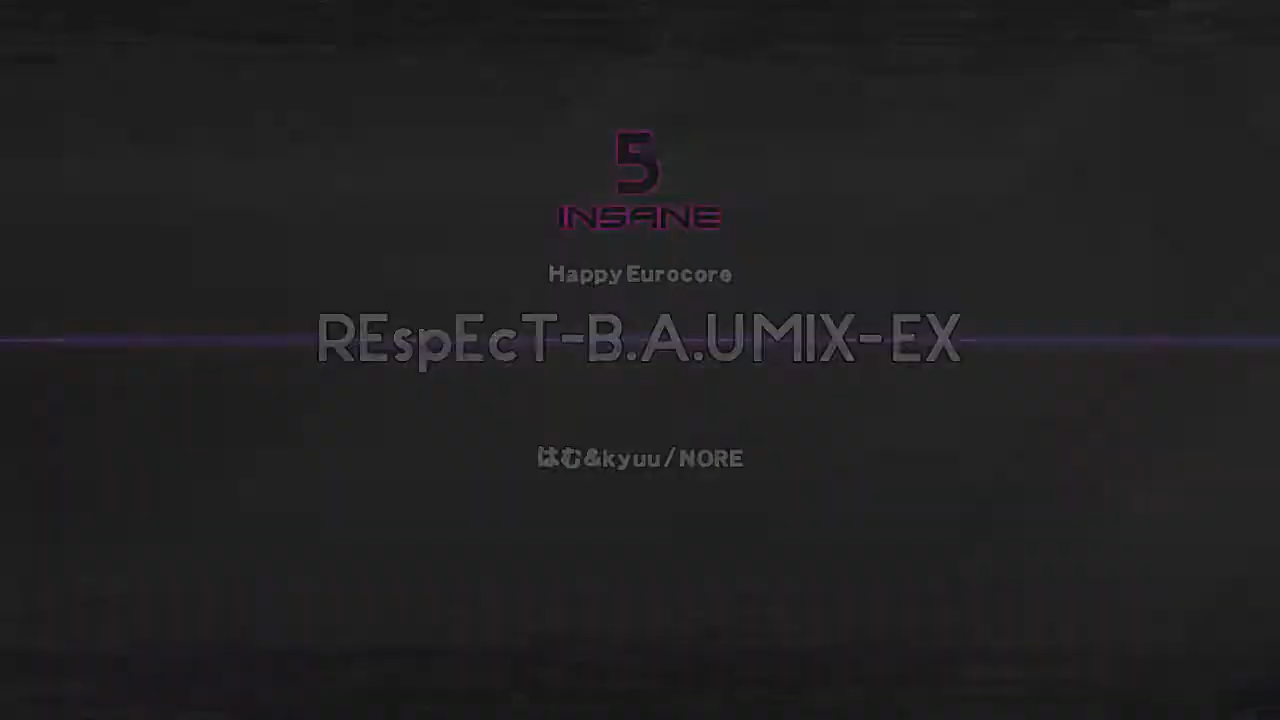 5
INSANE
Happy Eurocore
REspEcT-B.A.UMIX-EX
はむ&kyuu/NORE